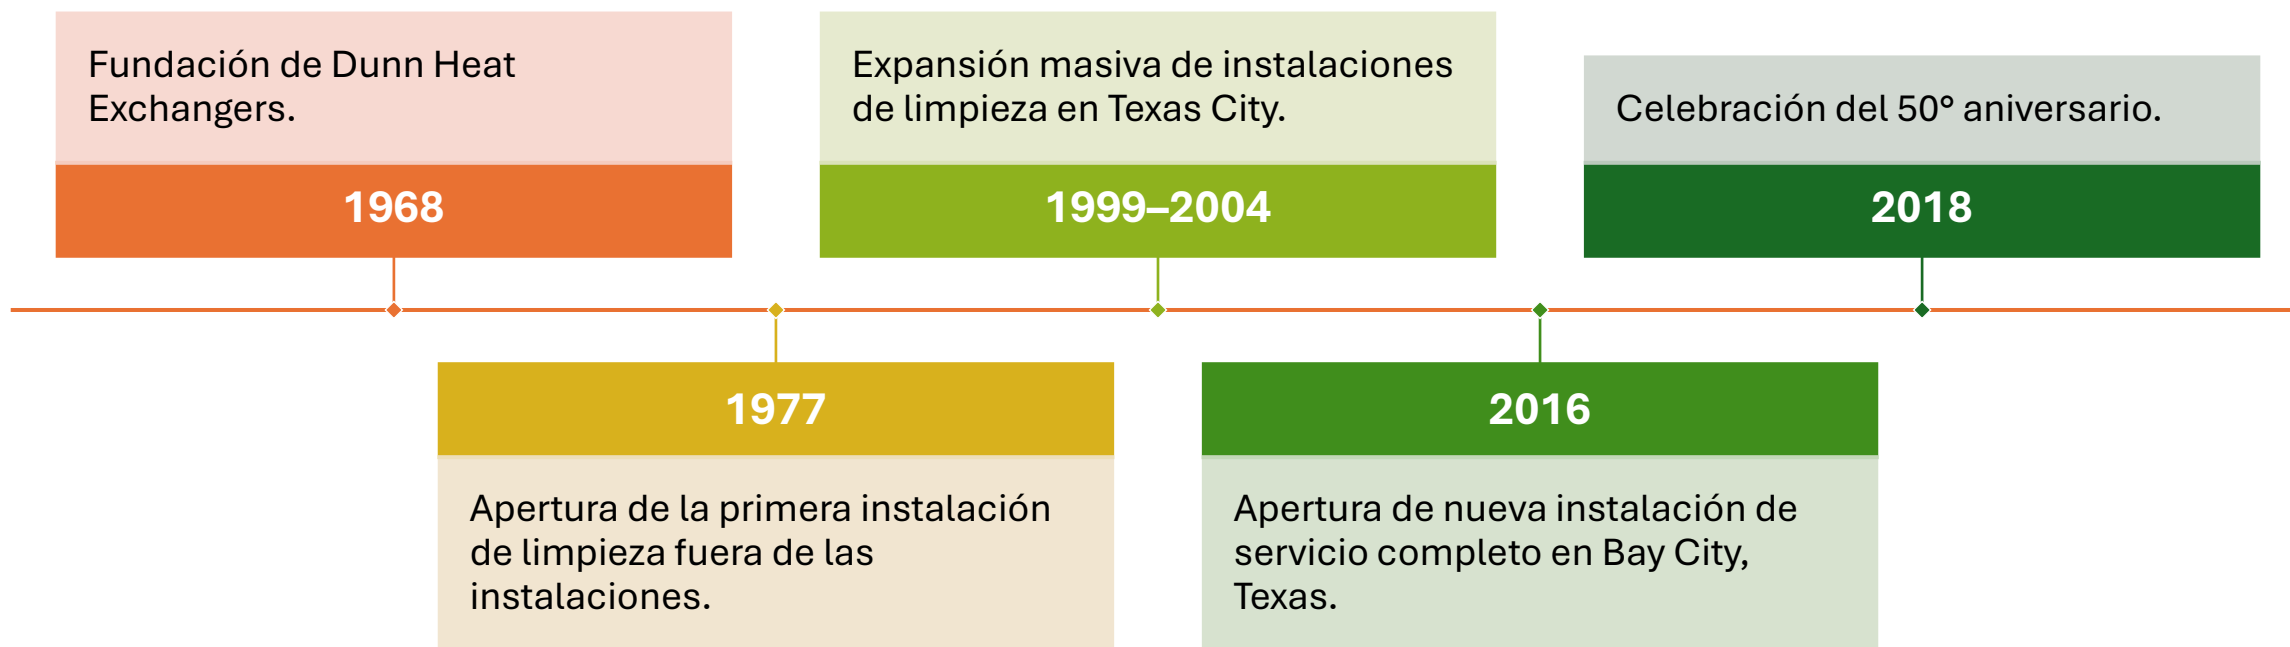 Fundación de Dunn Heat
Exchangers.
1968
1977
Apertura de la primera instalación
de limpieza fuera de las
instalaciones.
Expansión masiva de instalaciones
de limpieza en Texas City.
1999–2004
2016
Apertura de nueva instalación de
servicio completo en Bay City,
Texas.
Celebración del 50° aniversario.
2018